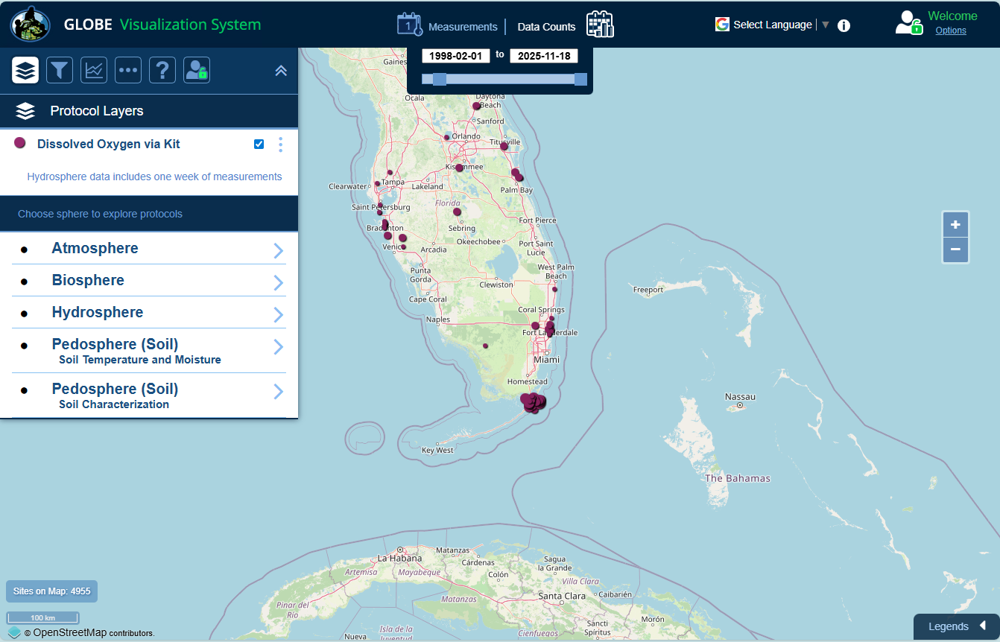 GLOBE Visualization System
1
Measurements
Data Counts
Select Language
Welcome
Options
1998-02-01 to 2025-11-18
Protocol Layers
Dissolved Oxygen via Kit
Hydrosphere data includes one week of measurements
Choose sphere to explore protocols
Atmosphere
Biosphere
Hydrosphere
Pedosphere (Soil)
Soil Temperature and Moisture
Pedosphere (Soil)
Soil Characterization
Ocala
Daytona
Beach
Sanford
Orlando
Titusville
Clearwater
Tampa
Lakeland
Palm Bay
Saint Petersburg
Florida
Sebring
Fort Pierce
Okeechobee
Port Saint
Lucie
Arcadia
Punta
Gorda
West Palm
Beach
Clewiston
Cape Coral
Coral Springs
Naples
Fort Lauderdale
Miami
Homestead
Key West
Freeport
Nassau
The Bahamas
La Habana
Matanzas
Cárdenas
Sagua
la Grande
Artemisa
Mayabeque
Colón
Villa Clara
Pinar del
Río
Matanzas
Santa Clara
Caibarién
Morón
Sancti
Spíritus
Cienfuegos
Nueva
Isla de la
+
−
Sites on Map: 4955
100 km
© OpenStreetMap contributors.
Legends